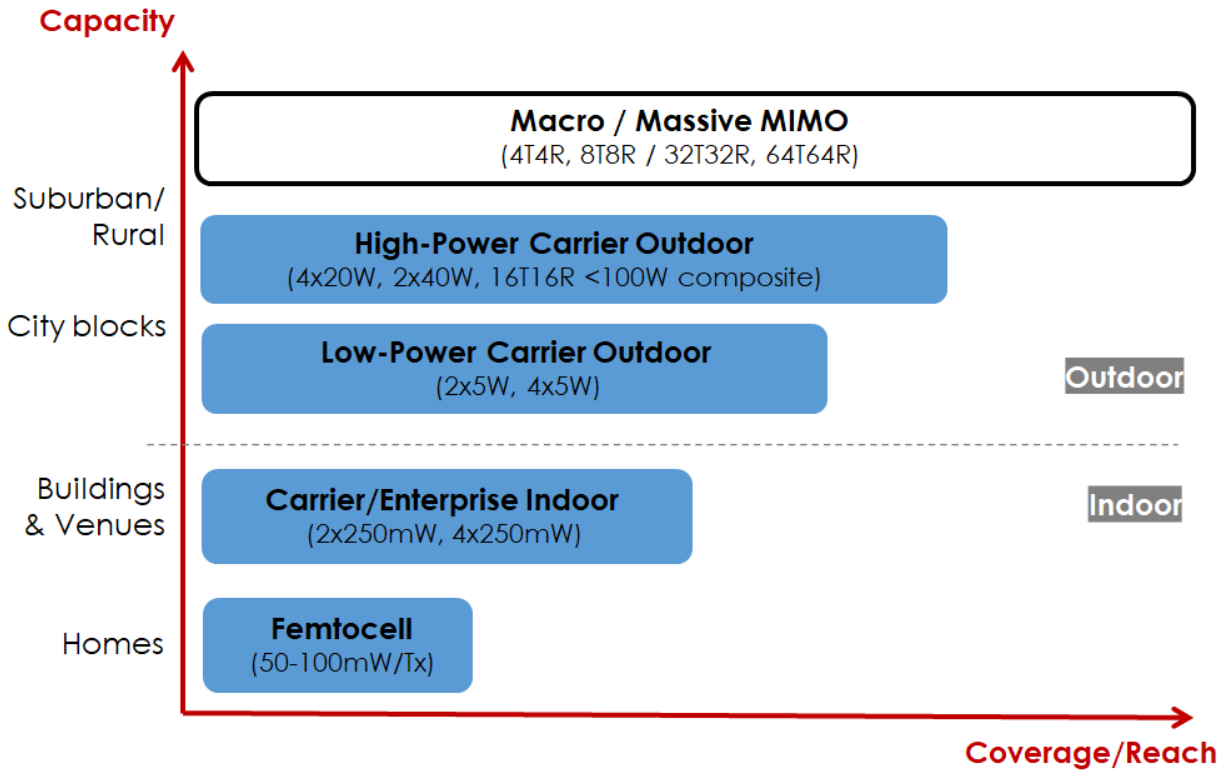 Capacity
Macro / Massive MIMO
(4T4R, 8T8R / 32T32R, 64T64R)
Suburban/
Rural
High-Power Carrier Outdoor
(4x20W, 2x40W, 16T16R <100W composite)
City blocks
Low-Power Carrier Outdoor
(2x5W, 4x5W)
Outdoor
Buildings
& Venues
Carrier/Enterprise Indoor
(2x250mW, 4x250mW)
Indoor
Homes
Femtocell
(50-100mW/Tx)
Coverage/Reach